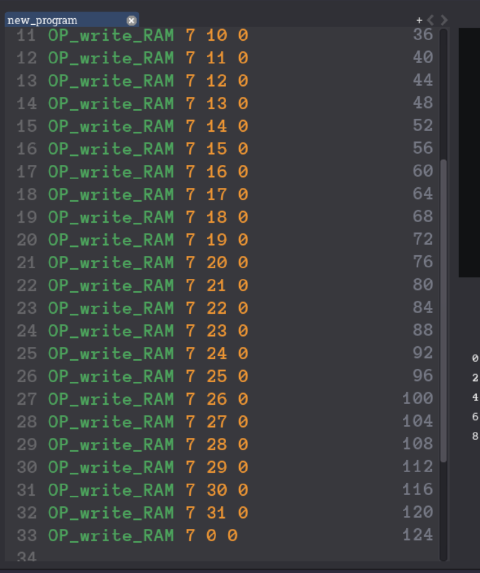 new_program + < >
11 OP_write_RAM 7 10 0 36
12 OP_write_RAM 7 11 0 40
13 OP_write_RAM 7 12 0 44
14 OP_write_RAM 7 13 0 48
15 OP_write_RAM 7 14 0 52
16 OP_write_RAM 7 15 0 56
17 OP_write_RAM 7 16 0 60
18 OP_write_RAM 7 17 0 64
19 OP_write_RAM 7 18 0 68
20 OP_write_RAM 7 19 0 72
21 OP_write_RAM 7 20 0 76
22 OP_write_RAM 7 21 0 80
23 OP_write_RAM 7 22 0 84
24 OP_write_RAM 7 23 0 88
25 OP_write_RAM 7 24 0 92
26 OP_write_RAM 7 25 0 96
27 OP_write_RAM 7 26 0 100
28 OP_write_RAM 7 27 0 104
29 OP_write_RAM 7 28 0 108
30 OP_write_RAM 7 29 0 112
31 OP_write_RAM 7 30 0 116
32 OP_write_RAM 7 31 0 120
33 OP_write_RAM 7 0 0 124
34
0
2
4
6
8